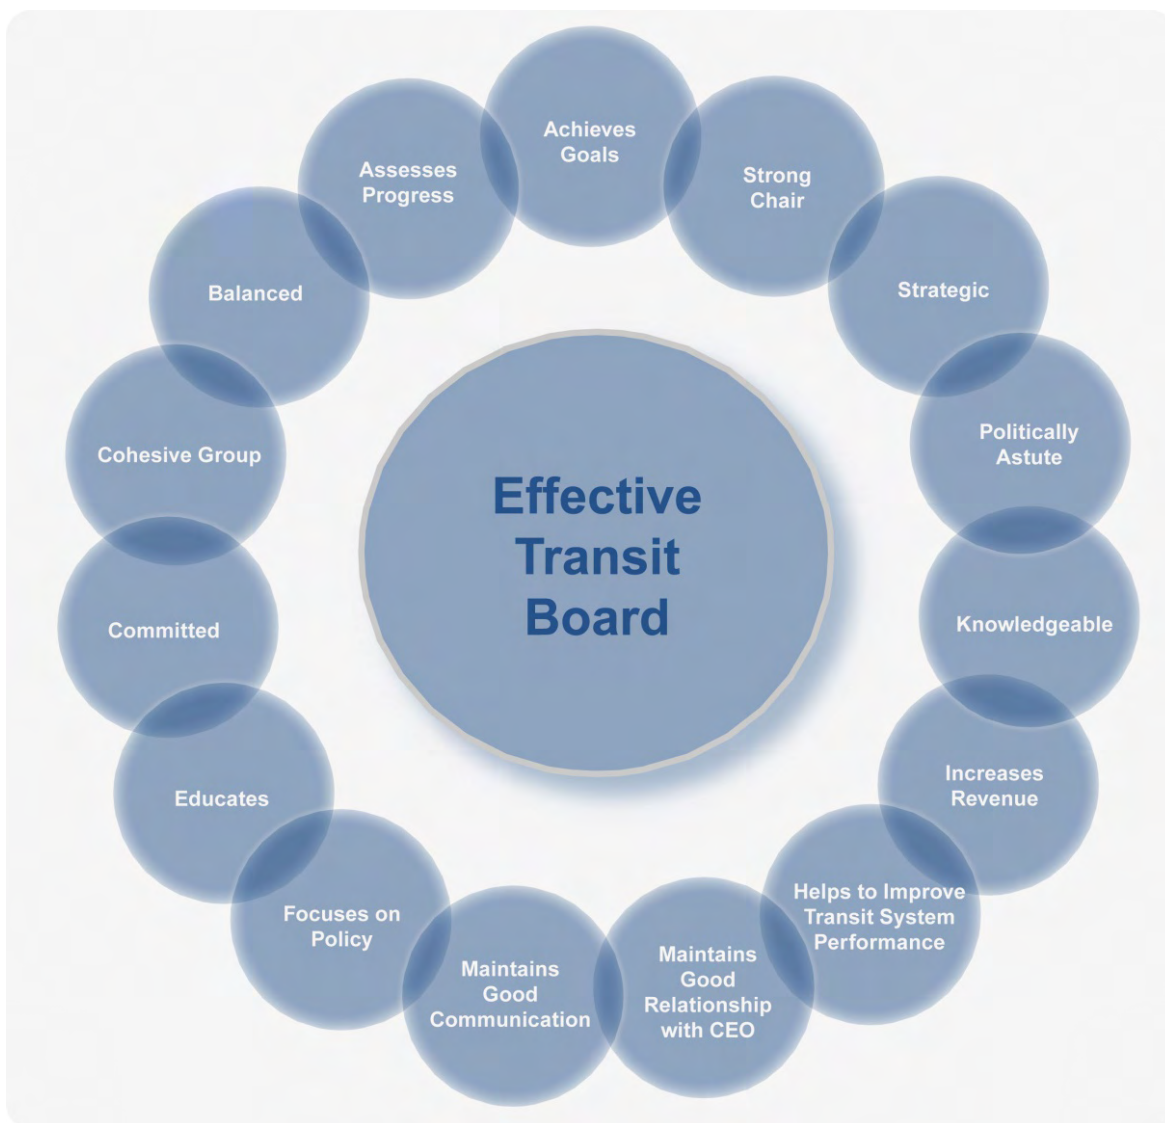 Achieves
Goals
Strong
Chair
Strategic
Politically
Astute
Knowledgeable
Increases
Revenue
Helps to Improve
Transit System
Performance
Maintains
Good
Relationship
with CEO
Maintains
Good
Communication
Focuses on
Policy
Educates
Committed
Cohesive Group
Balanced
Assesses
Progress
Effective
Transit
Board